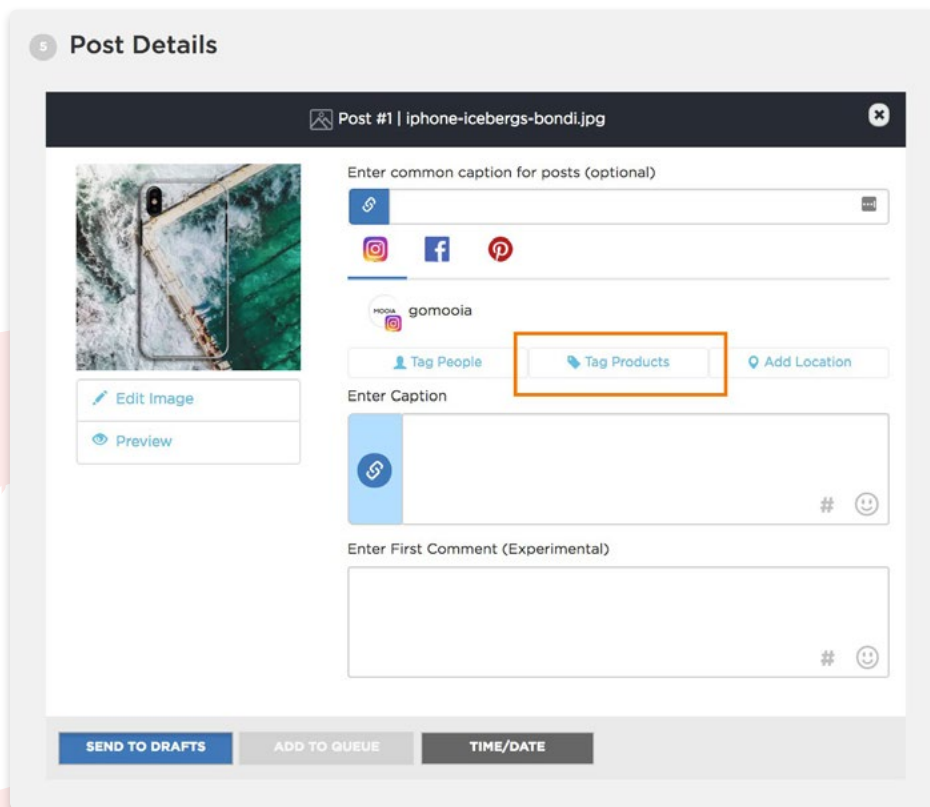 5 Post Details
Post #1 | iphone-icebergs-bondi.jpg
Enter common caption for posts (optional)
MOOIA gomooia
Tag People Tag Products Add Location
Edit Image
Preview
Enter Caption
#
Enter First Comment (Experimental)
#
SEND TO DRAFTS ADD TO QUEUE TIME/DATE